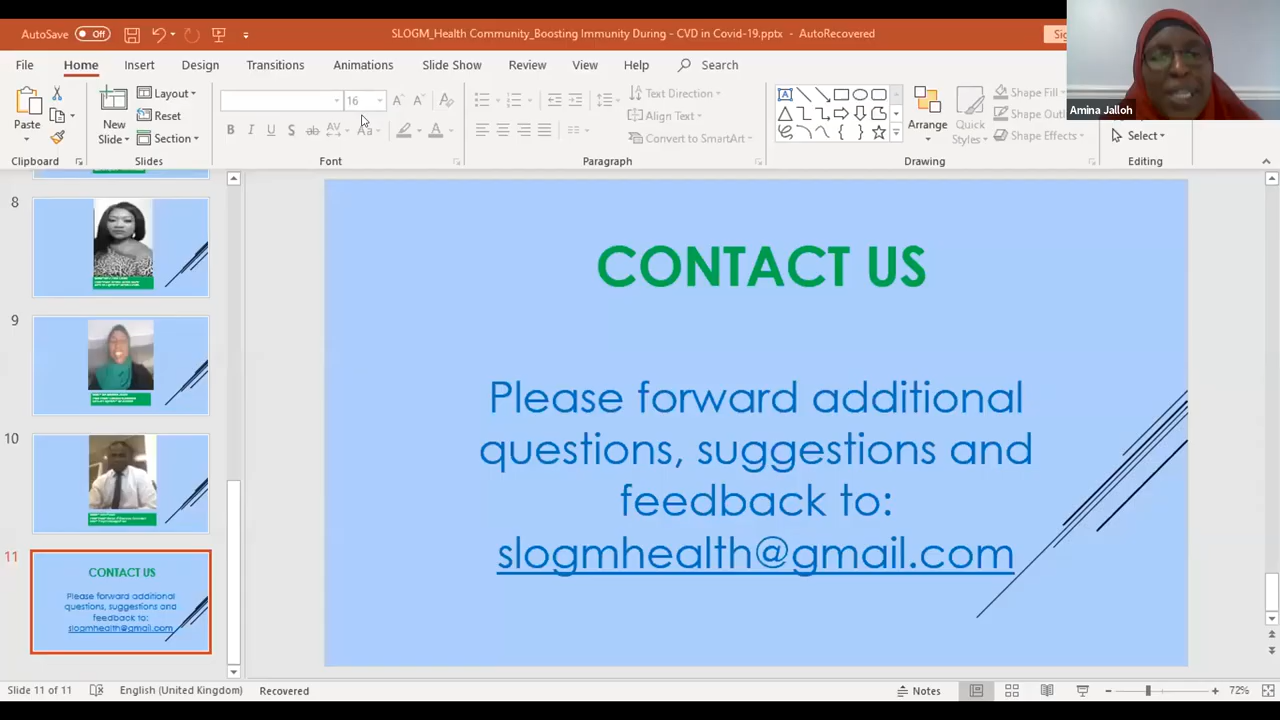 AutoSave Off
SLOGM_Health Community_Boosting Immunity During - CVD in Covid-19.pptx - AutoRecovered
Amina Jalloh
File Home Insert Design Transitions Animations Slide Show Review View Help Search
Paste
New
Slide
Layout
Reset
Section
16
Text Direction
Align Text
Convert to SmartArt
Arrange
Quick
Styles
Shape Fill
Shape Effects
Select
Clipboard Slides Font Paragraph Drawing Editing
8
9
10
11
CONTACT US
Please forward additional
questions, suggestions and
feedback to:
slogmhealth@gmail.com
CONTACT US
Please forward additional
questions, suggestions and
feedback to:
slogmhealth@gmail.com
Slide 11 of 11 English (United Kingdom) Recovered Notes 72%